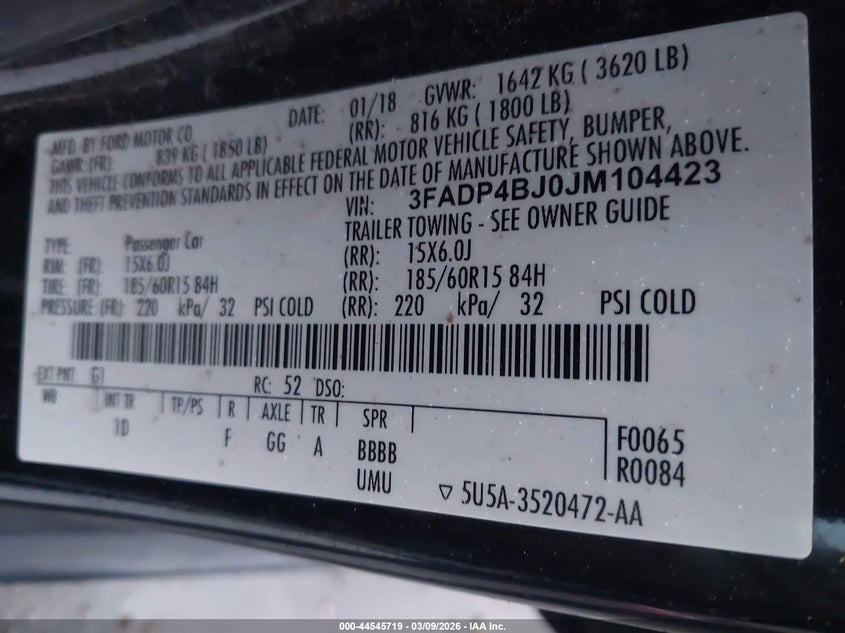 MFD. BY FORD MOTOR CO.
DATE: 01/18 GVWR: 1642 KG ( 3620 LB)
GAWR: (FR): 839 KG ( 1850 LB) (RR): 816 KG ( 1800 LB)
THIS VEHICLE CONFORMS TO ALL APPLICABLE FEDERAL MOTOR VEHICLE SAFETY, BUMPER,
AND THEFT PREVENTION STANDARDS IN EFFECT ON THE DATE OF MANUFACTURE SHOWN ABOVE.
VIN: 3FADP4BJ0JM104423
TYPE: Passenger Car TRAILER TOWING - SEE OWNER GUIDE
RIM: (FR): 15X6.0J (RR): 15X6.0J
TIRE: (FR): 185/60R15 84H (RR): 185/60R15 84H
PRESSURE (FR): 220 kPa/ 32 PSI COLD (RR): 220 kPa/ 32 PSI COLD
EXT PNT: G1 RC: 52 DSO:
WB INT TR TP/PS R AXLE TR SPR
1D F GG A BBBB
UMU
F0065
R0084
▽ 5U5A-3520472-AA
000-44545719 - 03/09/2026 - IAA Inc.